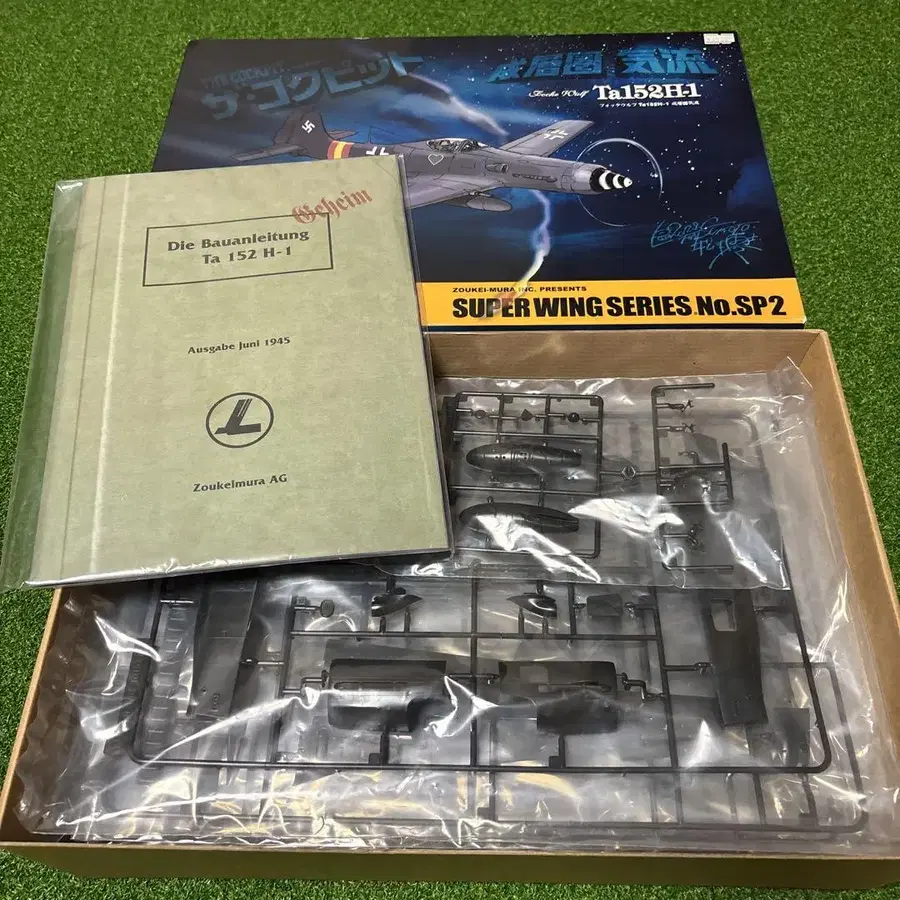 THE COCKPIT
ザ・コクピット
成層圏気流
Focke Wulf Ta152H-1
フォッケウルフ Ta152H-1 成層圏気流
ZOUKEI-MURA INC. PRESENTS
SUPER WING SERIES No.SP2
Geheim
Die Bauanleitung
Ta 152 H-1
Ausgabe Juni 1945
Zoukeimura AG